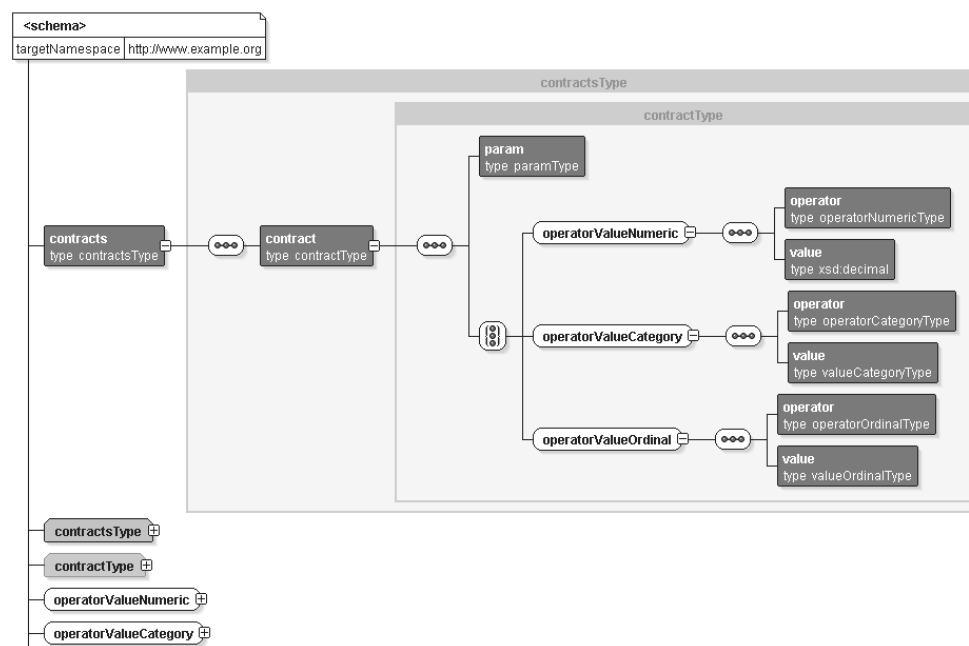 <schema>
targetNamespace http://www.example.org
contractsType
contractType
param
type paramType
operator
type operatorNumericType
operatorValueNumeric
contracts
type contractsType
contract
type contractType
value
type xsd:decimal
operator
type operatorCategoryType
operatorValueCategory
value
type valueCategoryType
operator
type operatorOrdinalType
operatorValueOrdinal
value
type valueOrdinalType
contractsType
contractType
operatorValueNumeric
operatorValueCategory